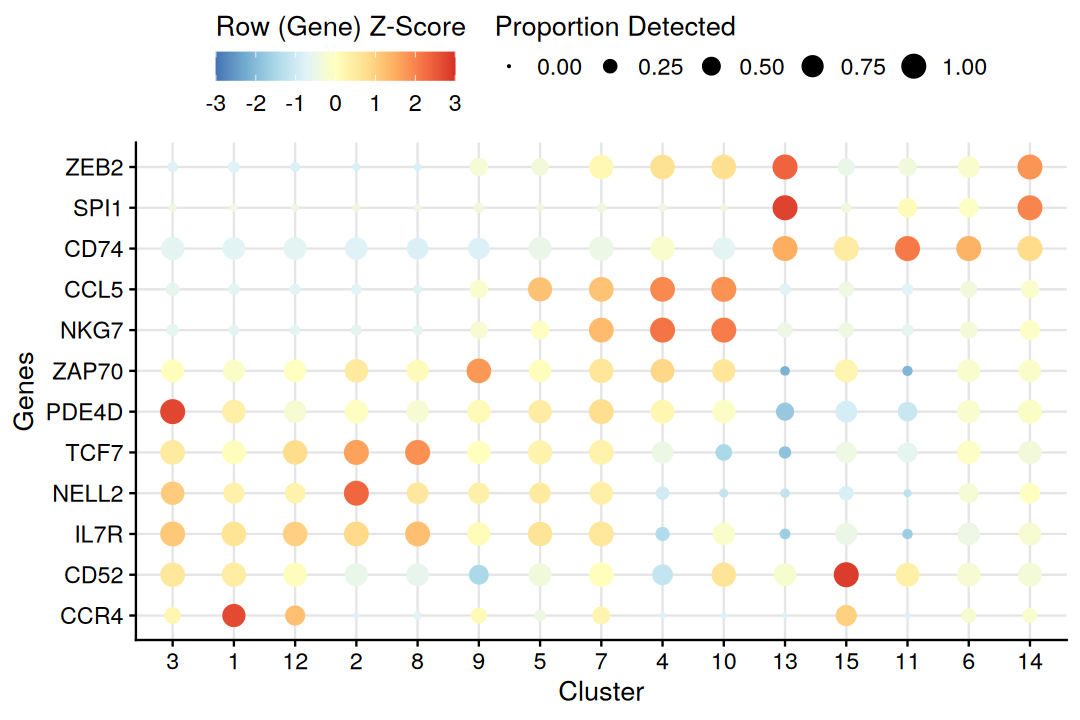 Row (Gene) Z-Score
-3 -2 -1 0 1 2 3
Proportion Detected
0.00 0.25 0.50 0.75 1.00
Genes
ZEB2
SPI1
CD74
CCL5
NKG7
ZAP70
PDE4D
TCF7
NELL2
IL7R
CD52
CCR4
3 1 12 2 8 9 5 7 4 10 13 15 11 6 14
Cluster